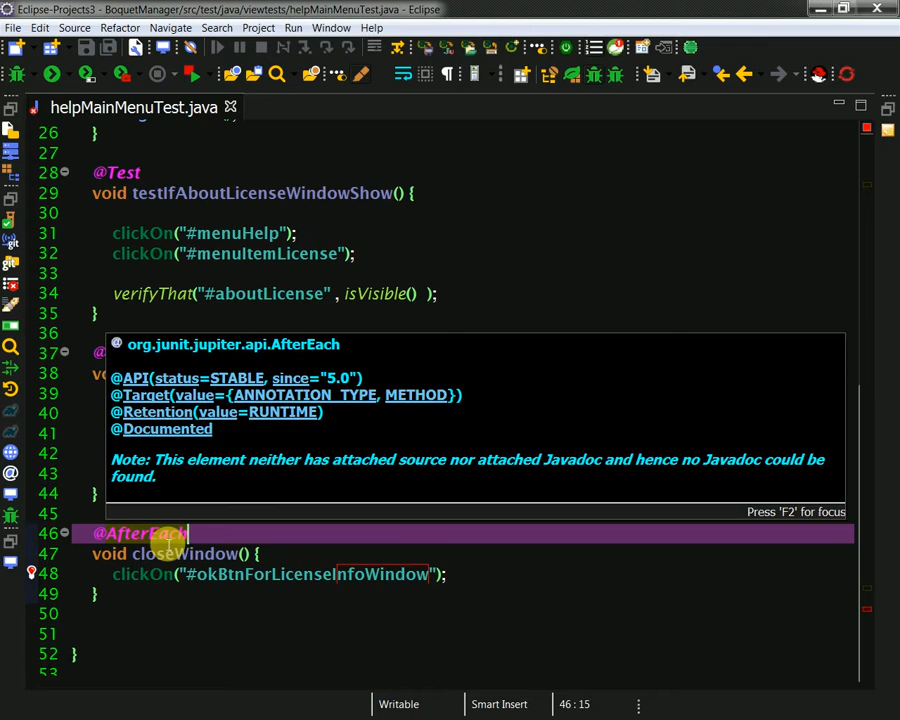 Eclipse-Projects3 - BoquetManager/src/test/java/viewtests/helpMainMenuTest.java - Eclipse
File Edit Source Refactor Navigate Search Project Run Window Help
helpMainMenuTest.java
26 }
27
28 @Test
29 void testIfAboutLicenseWindowShow() {
30
31 clickOn("#menuHelp");
32 clickOn("#menuItemLicense");
33
34 verifyThat("#aboutLicense" , isVisible() );
35 }
36
37 @
38 vo
39
40
41
42
43
44 }
45
@ org.junit.jupiter.api.AfterEach
@API(status=STABLE, since="5.0")
@Target(value={ANNOTATION_TYPE, METHOD})
@Retention(value=RUNTIME)
@Documented
Note: This element neither has attached source nor attached Javadoc and hence no Javadoc could be
found.
Press 'F2' for focus
46 @AfterEach
47 void closeWindow() {
48 clickOn("#okBtnForLicenseInfoWindow");
49 }
50
51
52 }
53
Writable Smart Insert 46 : 15